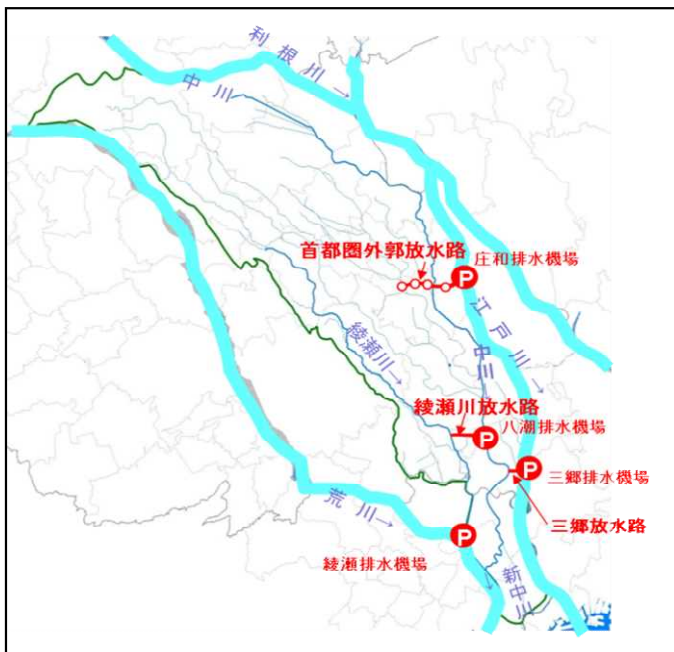 利根川→
中川
首都圏外郭放水路
庄和排水機場
P
江戸川→
綾瀬川→
中川
綾瀬川放水路
八潮排水機場
P
P
三郷排水機場
三郷放水路
荒川→
P
綾瀬排水機場
新中川